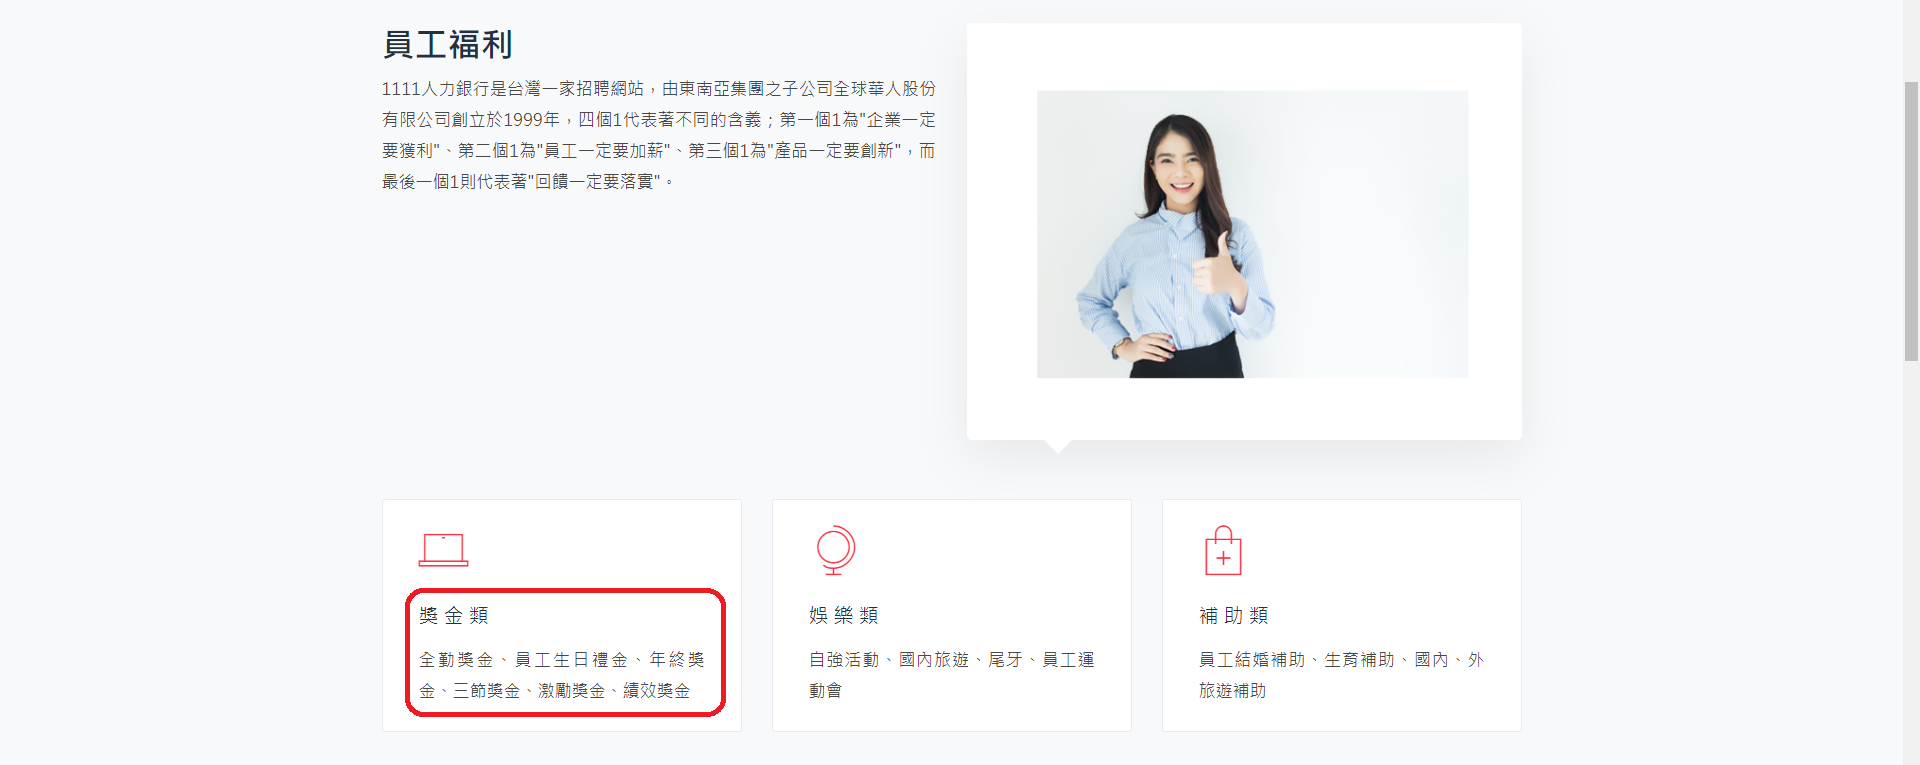 員工福利
1111人力銀行是台灣一家招聘網站，由東南亞集團之子公司全球華人股份
有限公司創立於1999年，四個1代表著不同的含義；第一個1為"企業一定
要獲利"、第二個1為"員工一定要加薪"、第三個1為"產品一定要創新"，而
最後一個1則代表著"回饋一定要落實"。
獎金類
全勤獎金、員工生日禮金、年終獎
金、三節獎金、激勵獎金、績效獎金
娛樂類
自強活動、國內旅遊、尾牙、員工運
動會
補助類
員工結婚補助、生育補助、國內、外
旅遊補助